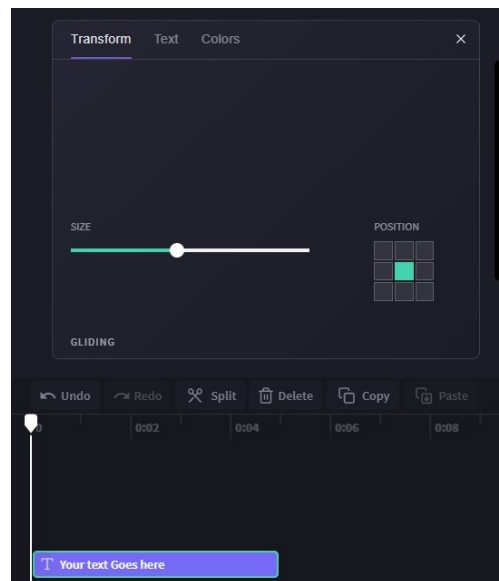 Transform Text Colors ×
SIZE POSITION
GLIDING
Undo Redo Split Delete Copy Paste
0 0:02 0:04 0:06 0:08
T Your text Goes here